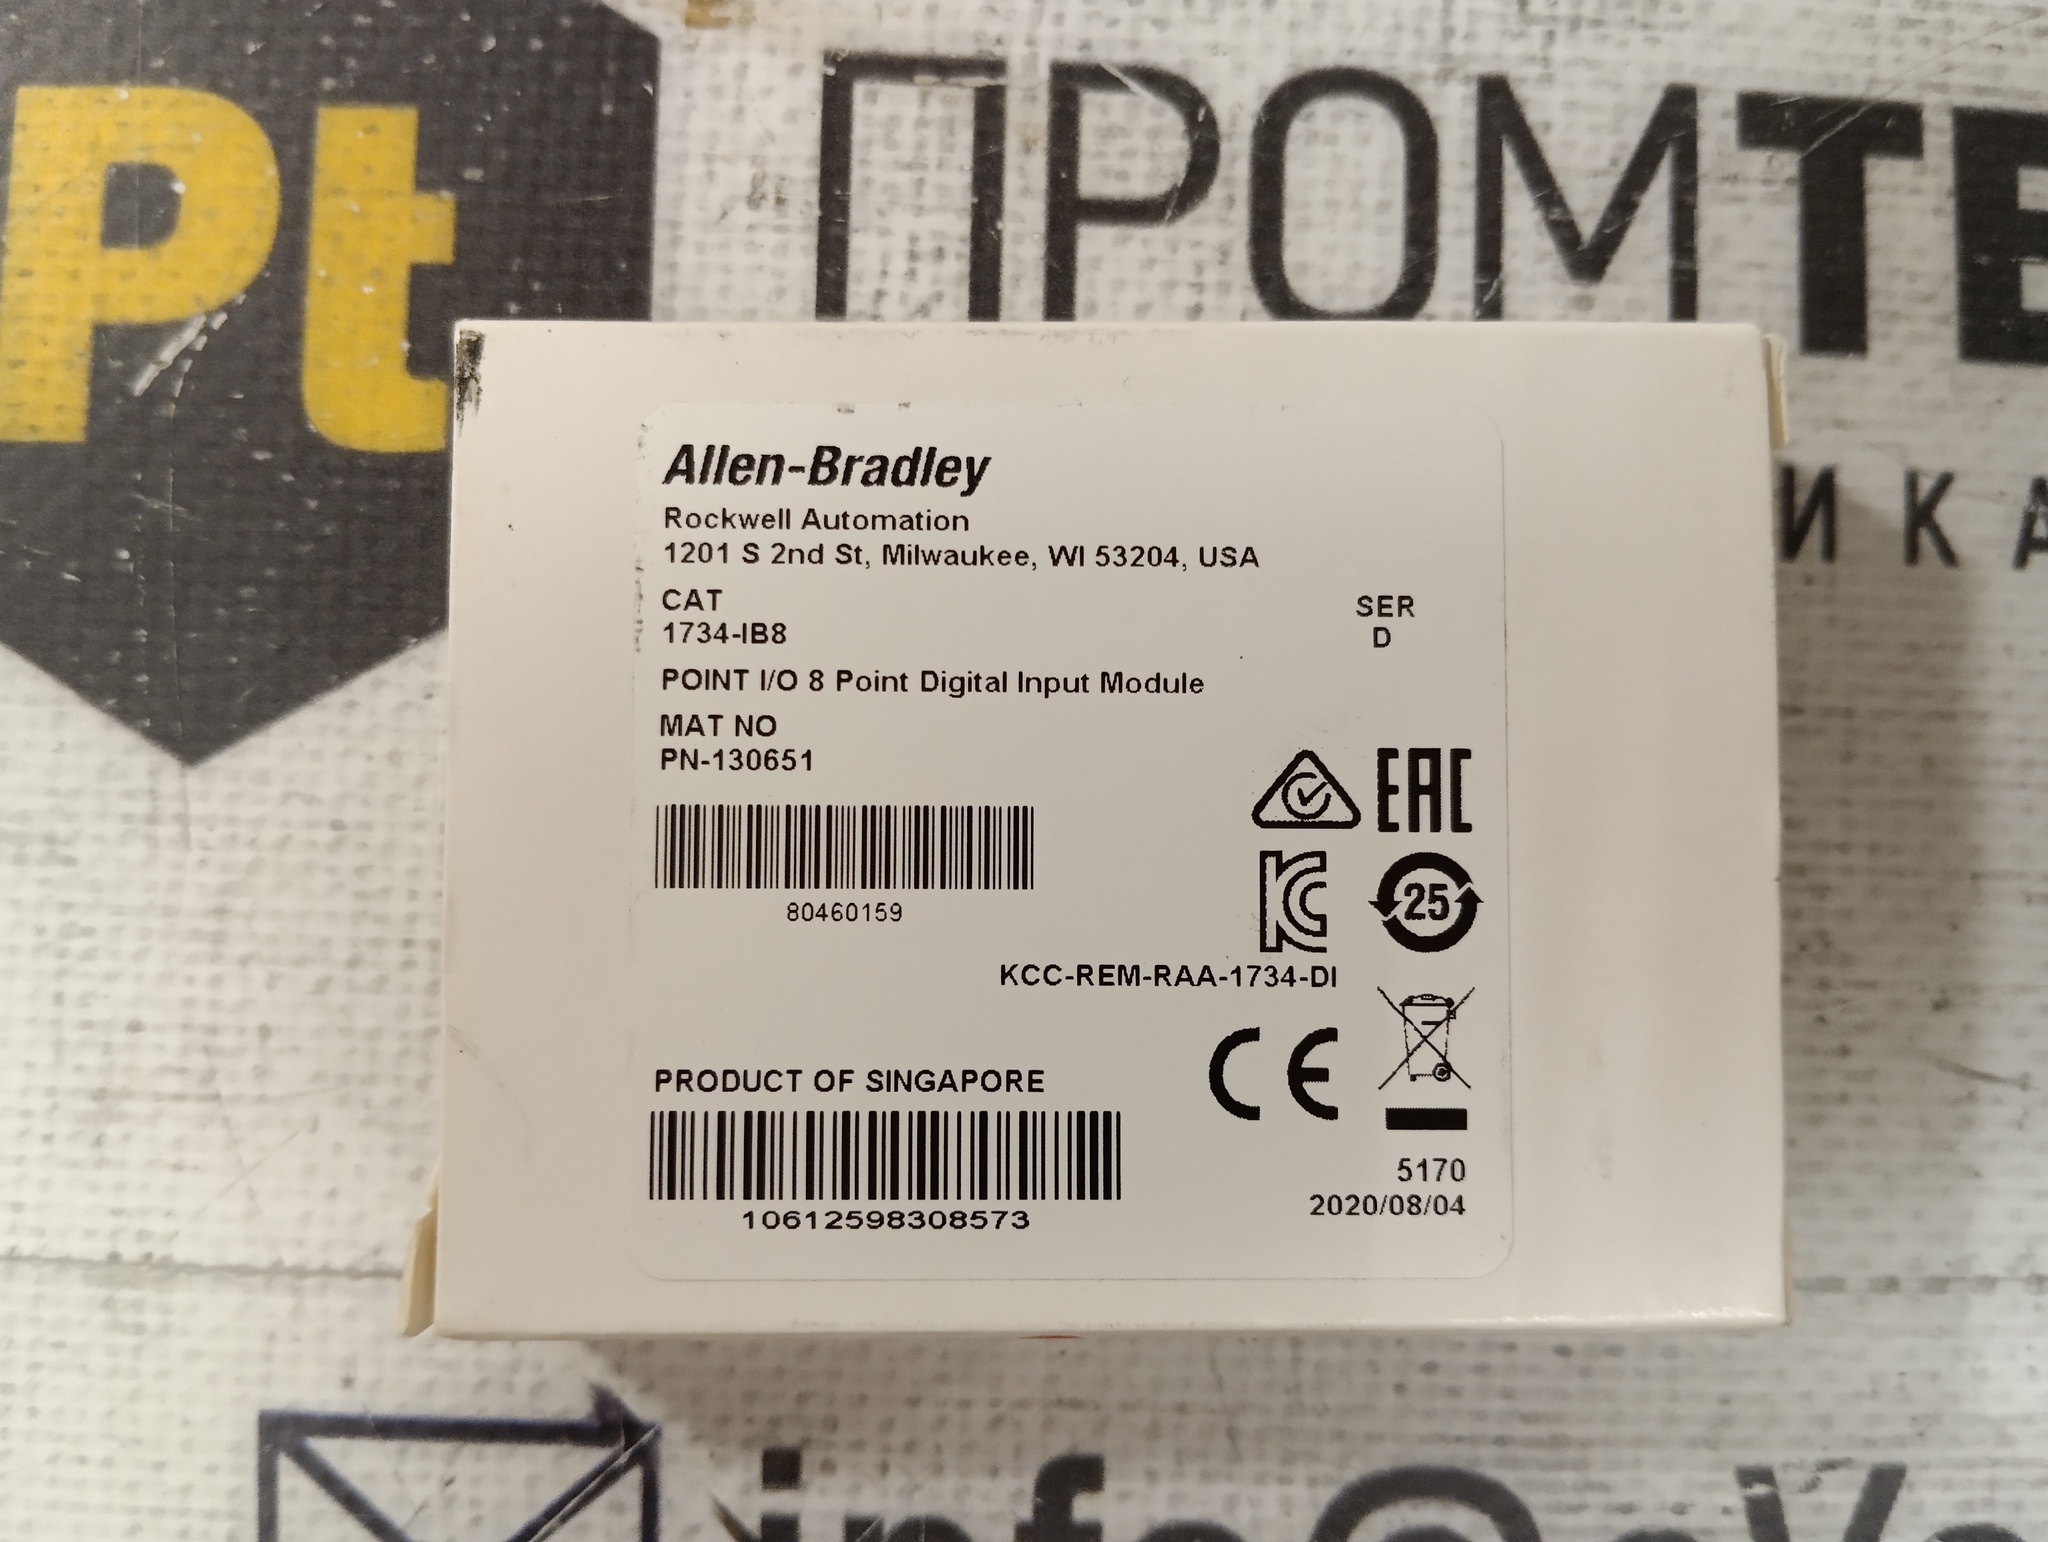 Pt
ПРОМТЕ
ИКА
Allen-Bradley
Rockwell Automation
1201 S 2nd St, Milwaukee, WI 53204, USA
CAT
1734-IB8
SER
D
POINT I/O 8 Point Digital Input Module
MAT NO
PN-130651
EAC
80460159
KC
25
KCC-REM-RAA-1734-DI
PRODUCT OF SINGAPORE
CE
10612598308573
5170
2020/08/04
info@